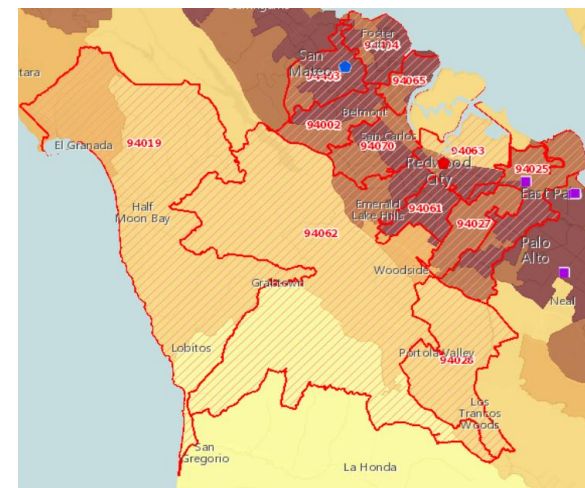 Foster
94404
San
Mateo
94403
94065
tara
Belmont
94002
San Carlos
94070
94063
El Granada
94019
Redwood
City
94025
East Pa
Half
Moon Bay
Emerald
Lake Hills
94061
94027
94062
Palo
Alto
Woodside
Grabtown
Neal
Lobitos
Portola Valley
94028
Los
Trancos
Woods
San
Gregorio
La Honda